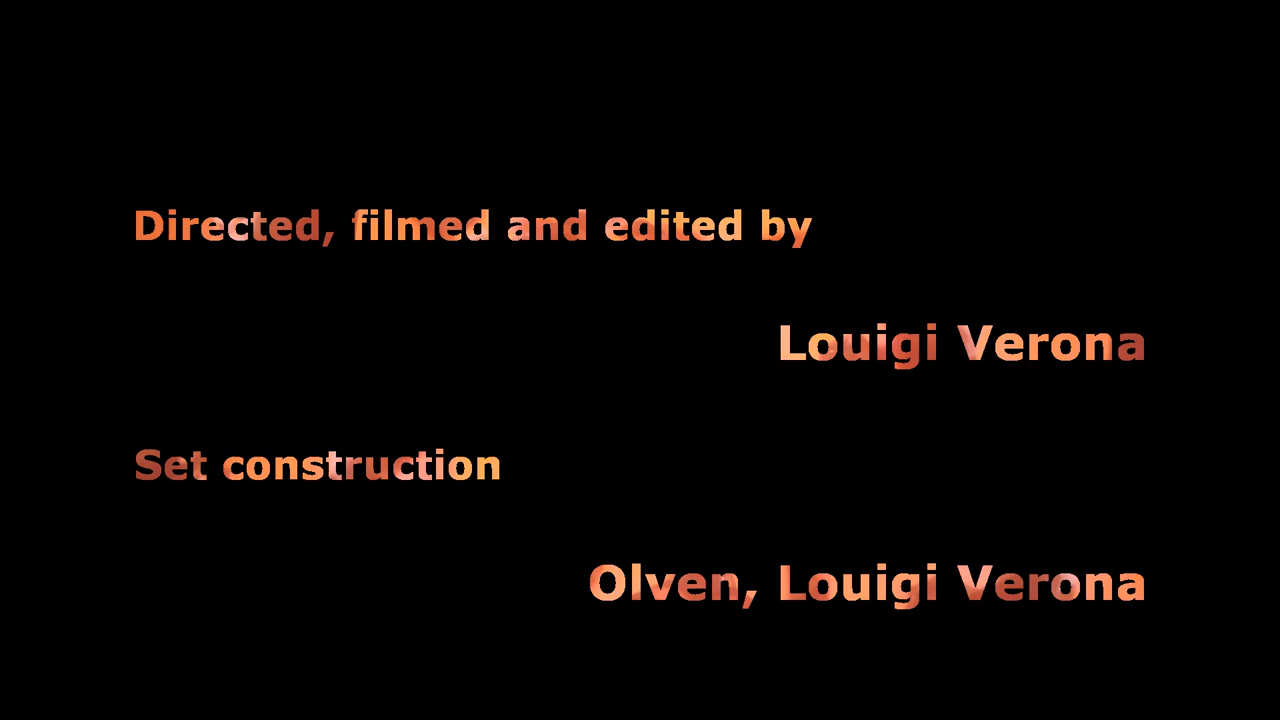 Directed, filmed and edited by
Louigi Verona
Set construction
Olven, Louigi Verona